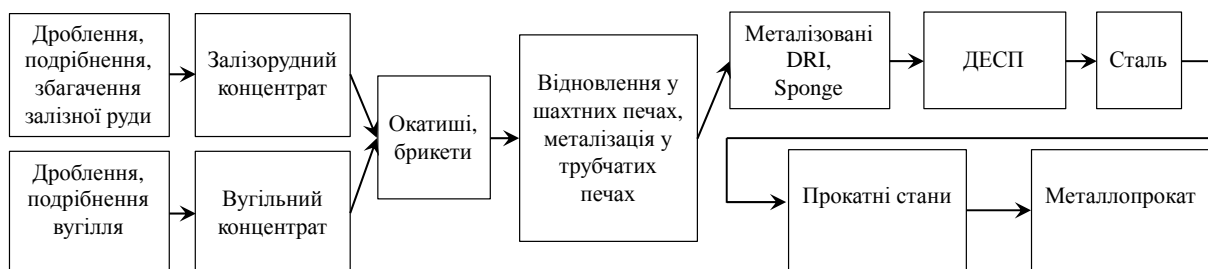 Дроблення,
подрібнення,
збагачення
залізної руди
Залізорудний
концентрат
Дроблення,
подрібнення
вугілля
Вугільний
концентрат
Окатиші,
брикети
Відновлення у
шахтних печах,
металізація у
трубчатих
печах
Металізовані
DRI,
Sponge
ДЕСП
Сталь
Прокатні стани
Металлопрокат